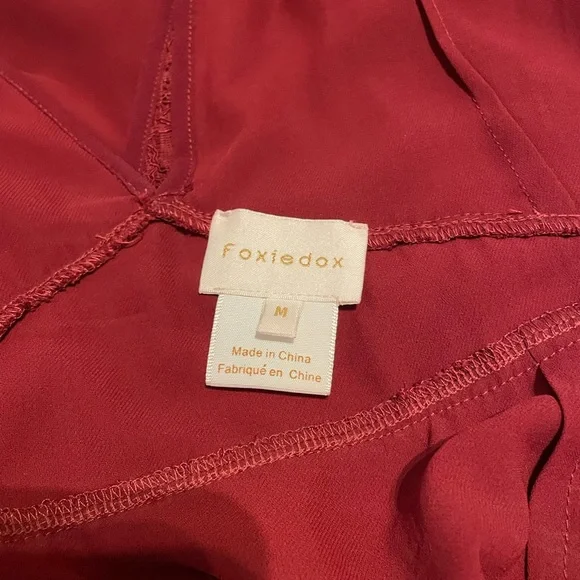 Foxiedox
M
Made in China
Fabriqué en Chine